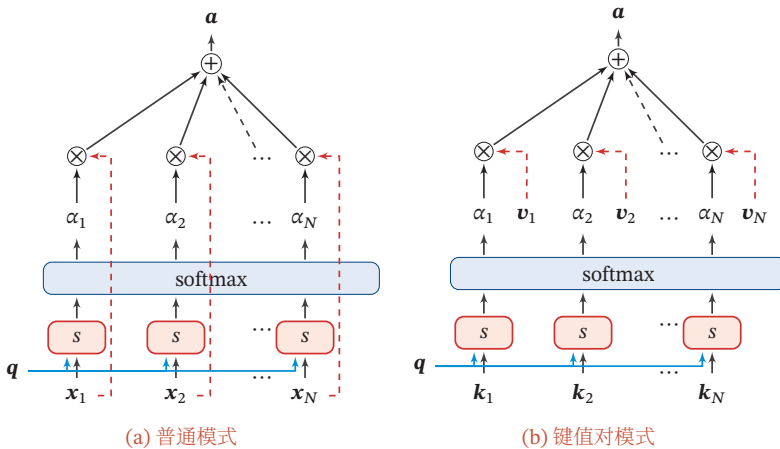 a
α1 α2 … αN
softmax
s s … s
q
x1 x2 … xN
(a) 普通模式
a
α1 v1 α2 v2 … αN vN
softmax
s s … s
q
k1 k2 … kN
(b) 键值对模式